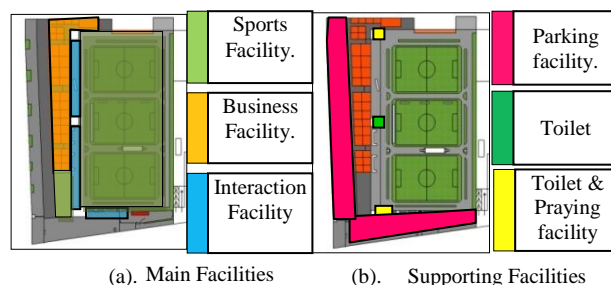 Sports
Facility.
Business
Facility.
Interaction
Facility
Parking
facility.
Toilet
Toilet &
Praying
facility
(a). Main Facilities
(b). Supporting Facilities